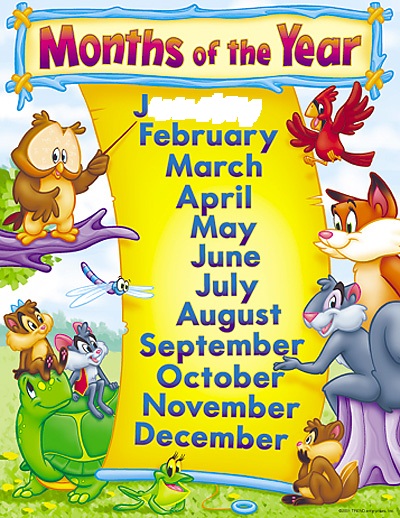 Months of the Year
J
February
March
April
May
June
July
August
September
October
November
December